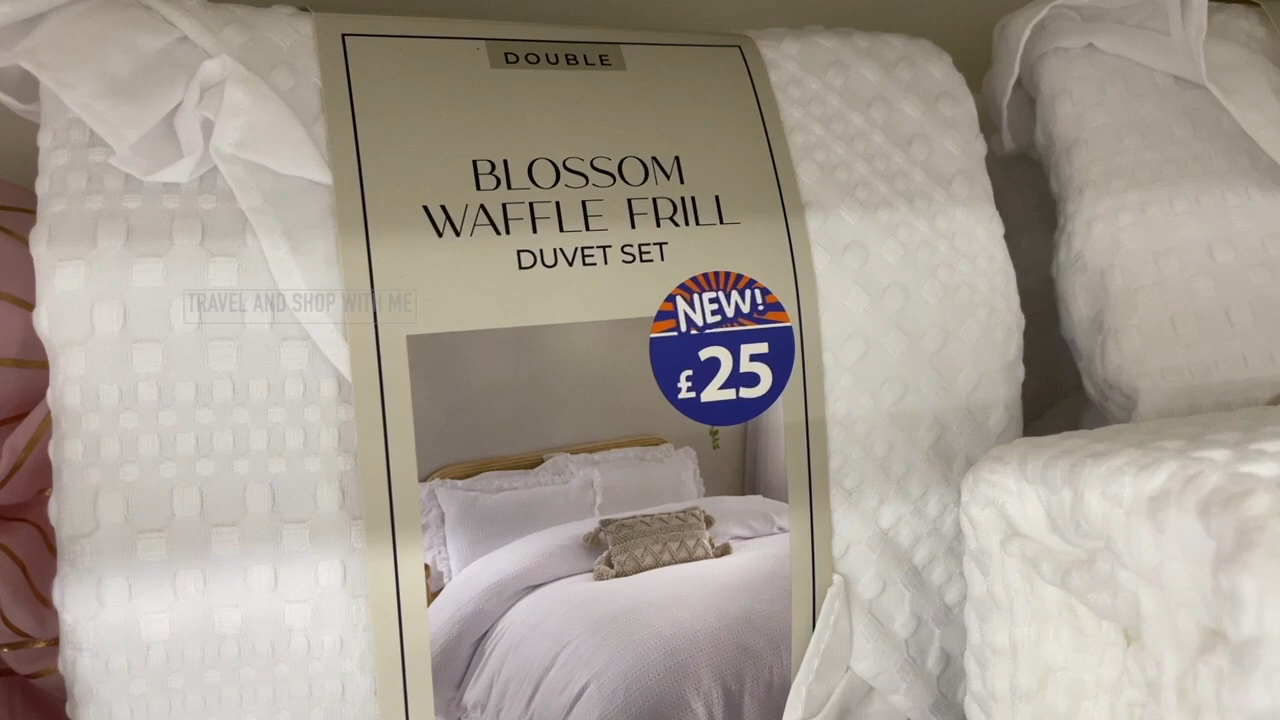 DOUBLE
BLOSSOM
WAFFLE FRILL
DUVET SET
TRAVEL AND SHOP WITH ME
NEW!
£25